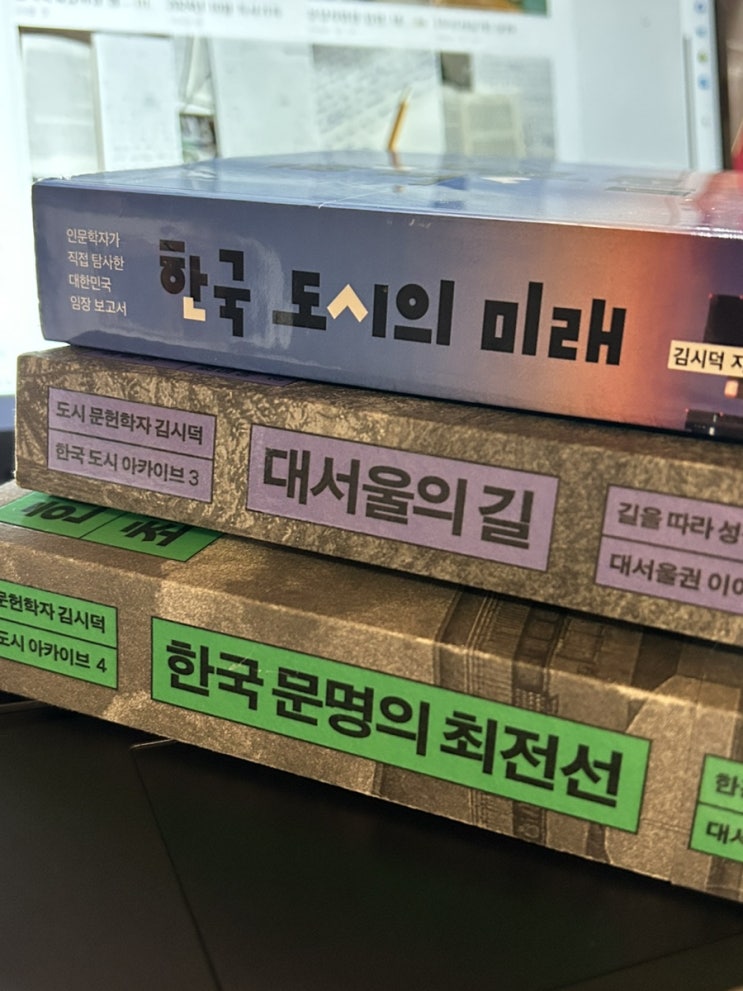 인문학자가
직접 탐사한
대한민국
임장 보고서
한국 도시의 미래
김시덕
도시 문헌학자 김시덕
한국 도시 아카이브 3
대서울의 길
길을 따라
대서울권
문헌학자 김시덕
도시 아카이브 4
한국 문명의 최전선